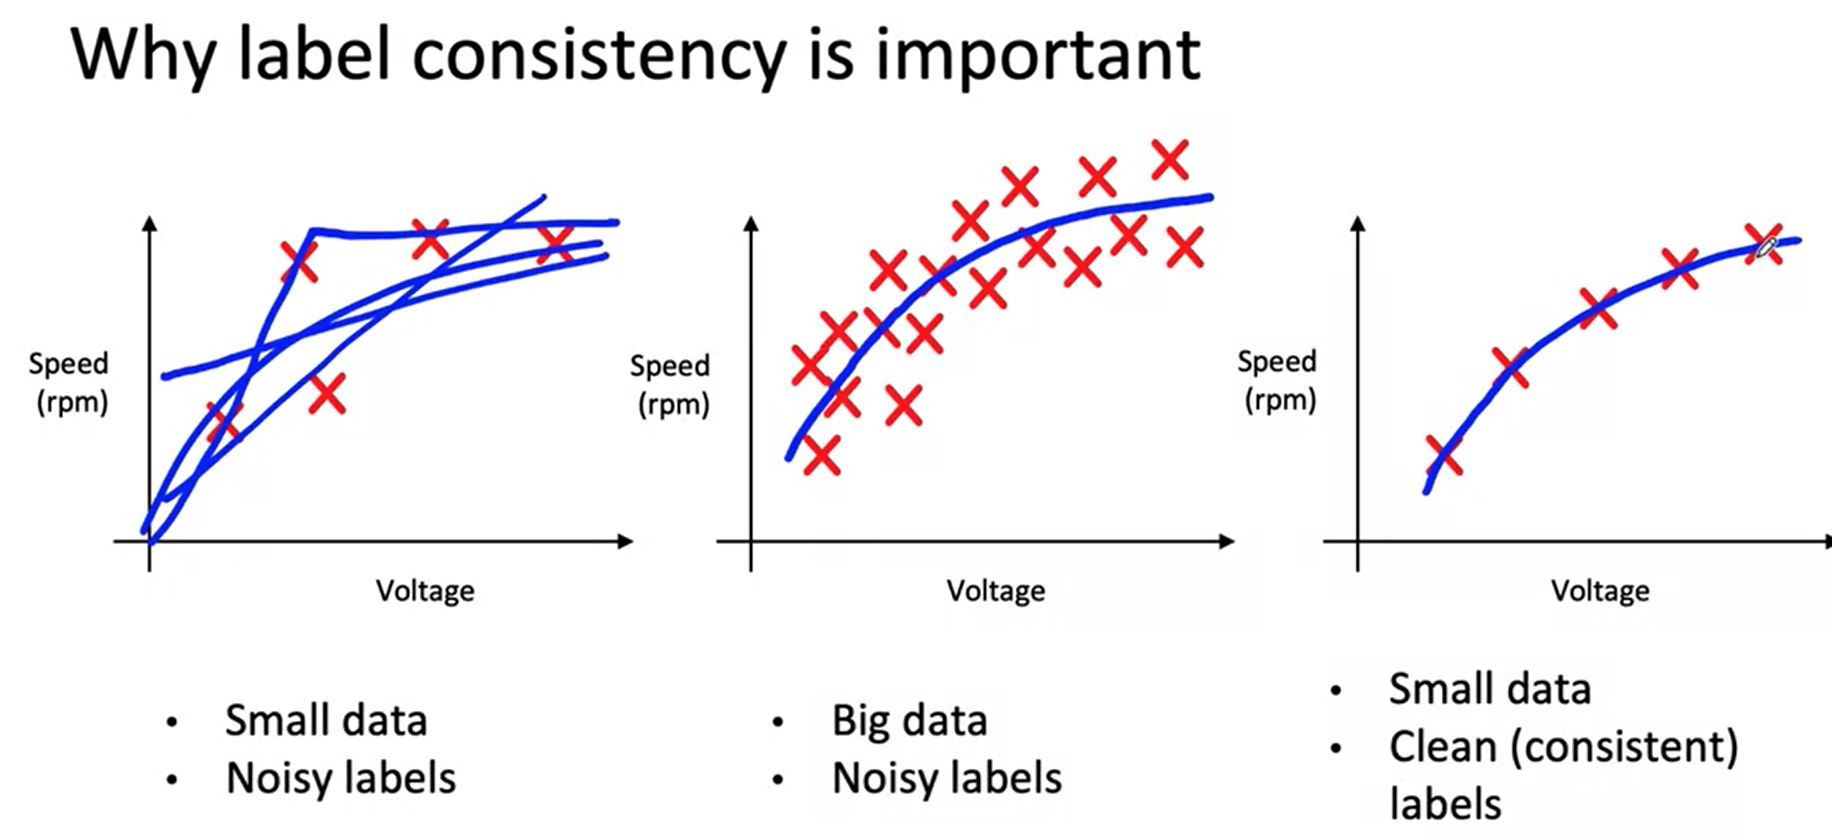 Why label consistency is important
Speed
(rpm)
Voltage
Speed
(rpm)
Voltage
Speed
(rpm)
Voltage
• Small data
• Noisy labels
• Big data
• Noisy labels
• Small data
• Clean (consistent)
labels